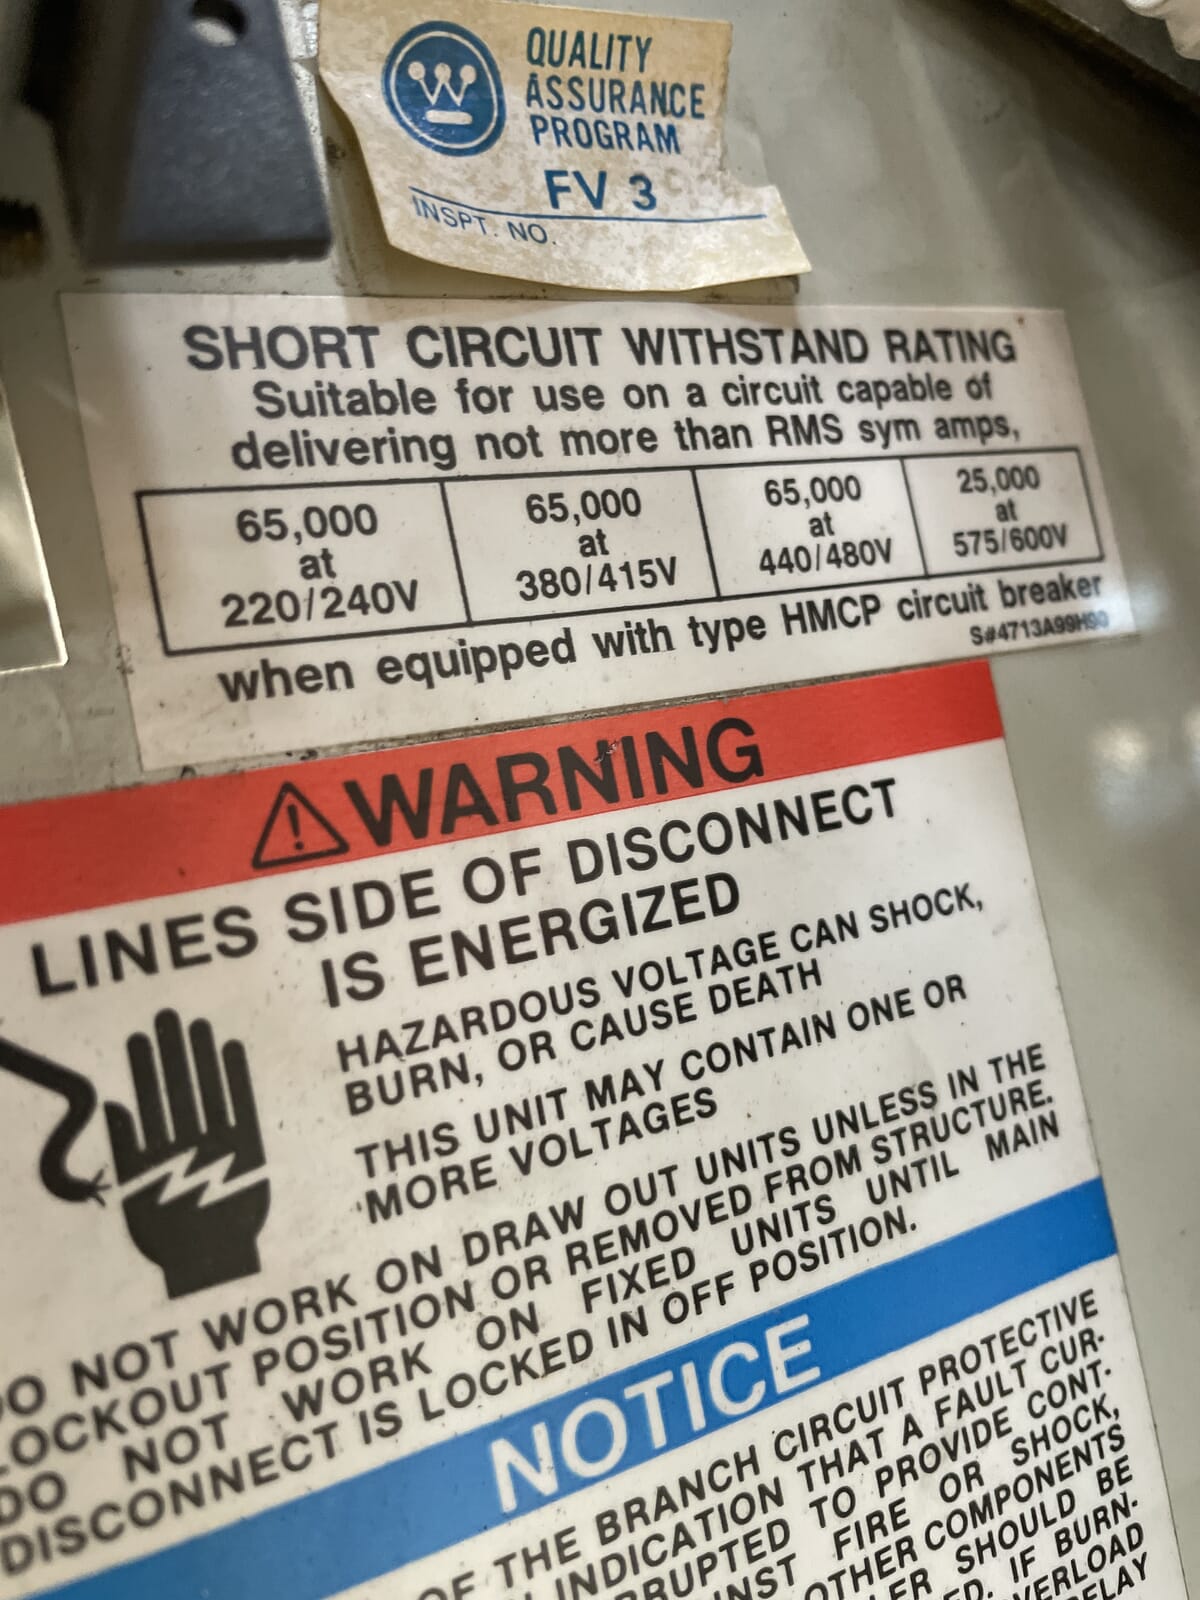 QUALITY
ASSURANCE
PROGRAM
FV 3
INSPT. NO.
SHORT CIRCUIT WITHSTAND RATING
Suitable for use on a circuit capable of
delivering not more than RMS sym amps,
65,000 at 220/240V
65,000 at 380/415V
65,000 at 440/480V
25,000 at 575/600V
when equipped with type HMCP circuit breaker
S#4713A99H90
WARNING
LINES SIDE OF DISCONNECT
IS ENERGIZED
HAZARDOUS VOLTAGE CAN SHOCK,
BURN, OR CAUSE DEATH
THIS UNIT MAY CONTAIN ONE OR
MORE VOLTAGES
DO NOT WORK ON DRAW OUT UNITS UNLESS IN THE
LOCKOUT POSITION OR REMOVED FROM STRUCTURE.
DO NOT WORK ON FIXED UNITS UNTIL MAIN
DISCONNECT IS LOCKED IN OFF POSITION.
NOTICE
OF THE BRANCH CIRCUIT PROTECTIVE
INDICATION THAT A FAULT CUR-
RUPTED TO PROVIDE CONT-
INST FIRE OR SHOCK,
OTHER COMPONENTS
LER SHOULD BE
ED. IF BURN-
VERLOAD
ELAY